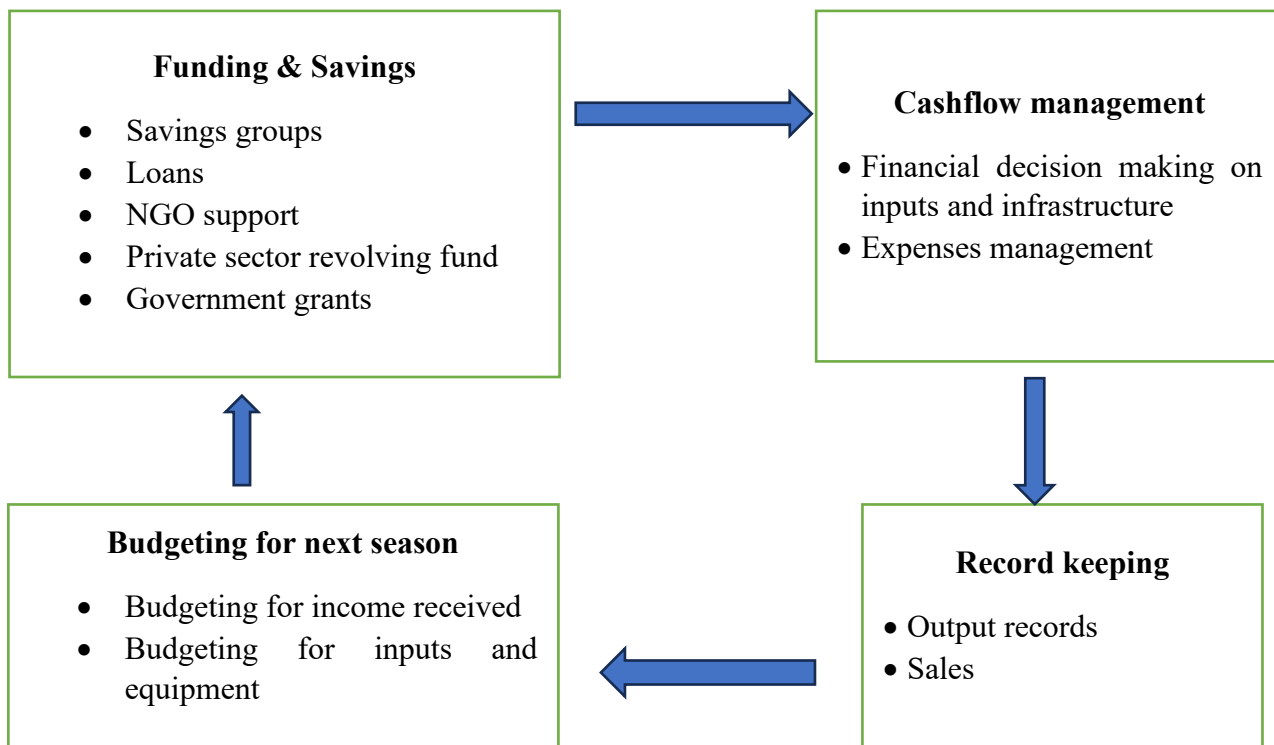 Funding & Savings
• Savings groups
• Loans
• NGO support
• Private sector revolving fund
• Government grants
Cashflow management
• Financial decision making on
inputs and infrastructure
• Expenses management
Budgeting for next season
• Budgeting for income received
• Budgeting for inputs and
equipment
Record keeping
• Output records
• Sales